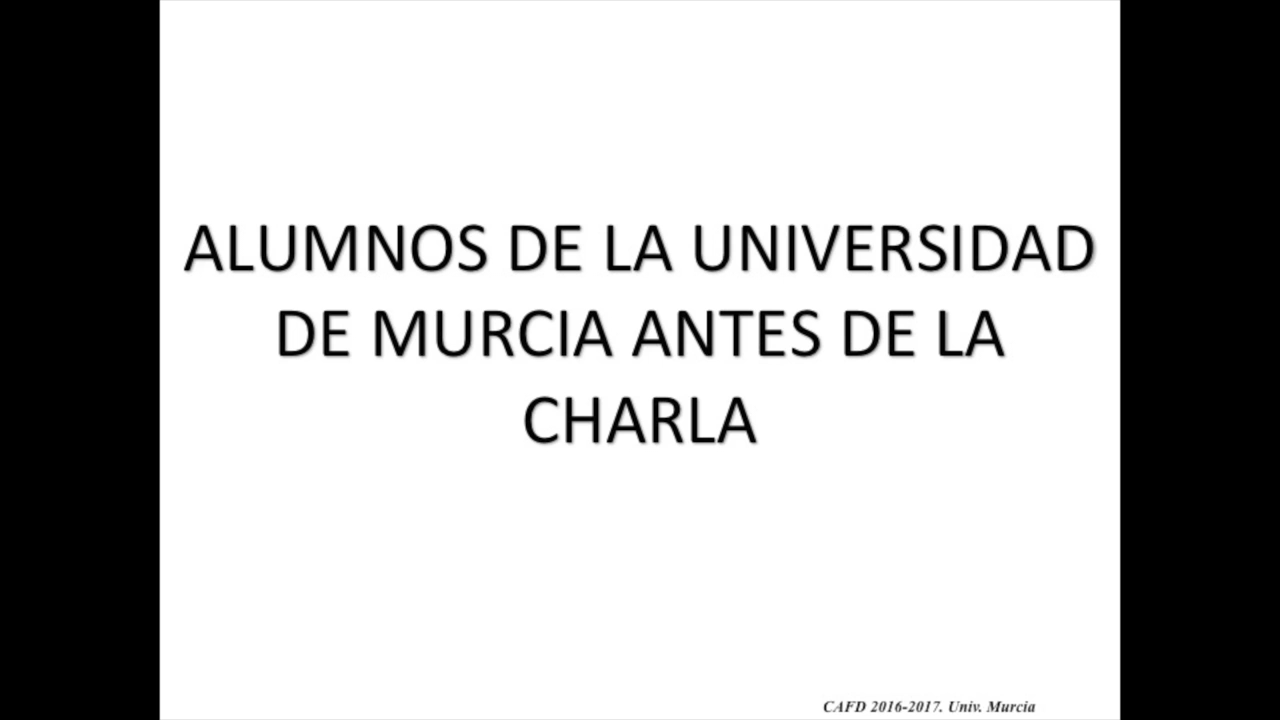 ALUMNOS DE LA UNIVERSIDAD
DE MURCIA ANTES DE LA
CHARLA
CAFD 2016-2017. Univ. Murcia